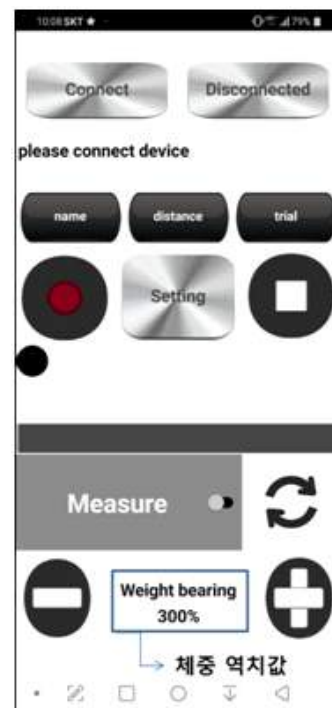 10:08 SKT ★
79%
Connect
Disconnected
please connect device
name
distance
trial
Setting
Measure
Weight bearing
300%
체중 역치값